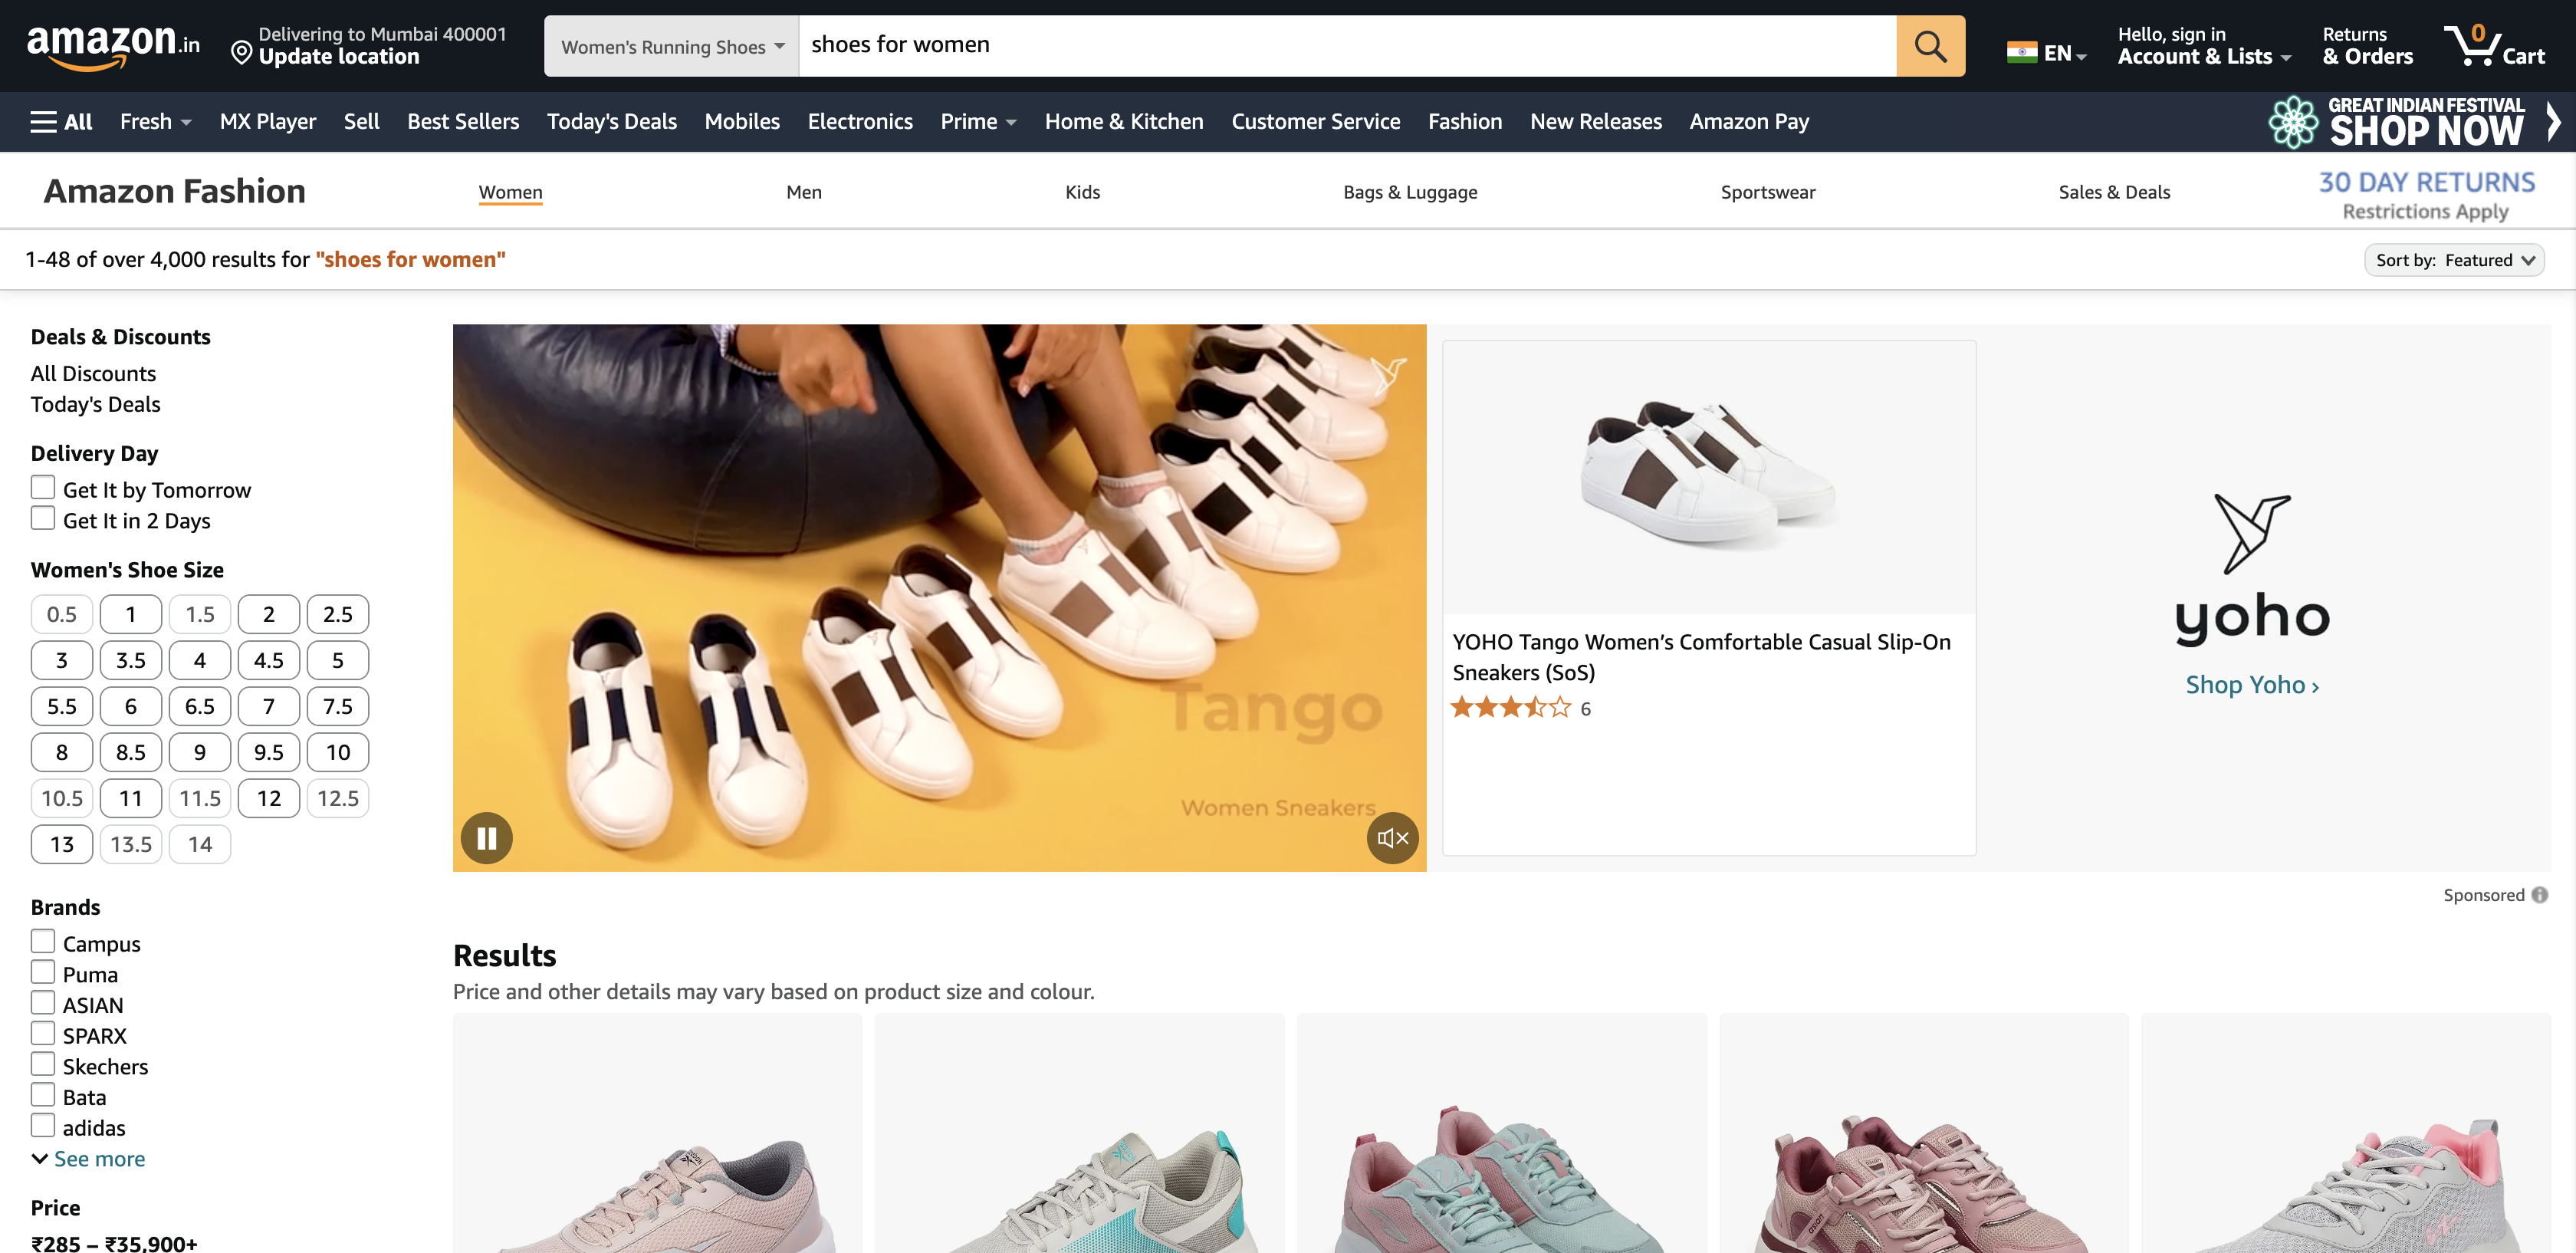 amazon.in
Delivering to Mumbai 400001
Update location
Women's Running Shoes
shoes for women
EN
Hello, sign in
Account & Lists
Returns
& Orders
0
Cart
All
Fresh
MX Player
Sell
Best Sellers
Today's Deals
Mobiles
Electronics
Prime
Home & Kitchen
Customer Service
Fashion
New Releases
Amazon Pay
GREAT INDIAN FESTIVAL
SHOP NOW
Amazon Fashion
Women
Men
Kids
Bags & Luggage
Sportswear
Sales & Deals
30 DAY RETURNS
Restrictions Apply
1-48 of over 4,000 results for "shoes for women"
Sort by: Featured
Deals & Discounts
All Discounts
Today's Deals
Delivery Day
Get It by Tomorrow
Get It in 2 Days
Women's Shoe Size
0.5 1 1.5 2 2.5
3 3.5 4 4.5 5
5.5 6 6.5 7 7.5
8 8.5 9 9.5 10
10.5 11 11.5 12 12.5
13 13.5 14
Brands
Campus
Puma
ASIAN
SPARX
Skechers
Bata
adidas
See more
Price
₹285 – ₹35,900+
Tango
Women Sneakers
YOHO Tango Women’s Comfortable Casual Slip-On
Sneakers (SoS)
6
yoho
Shop Yoho ›
Sponsored
Results
Price and other details may vary based on product size and colour.